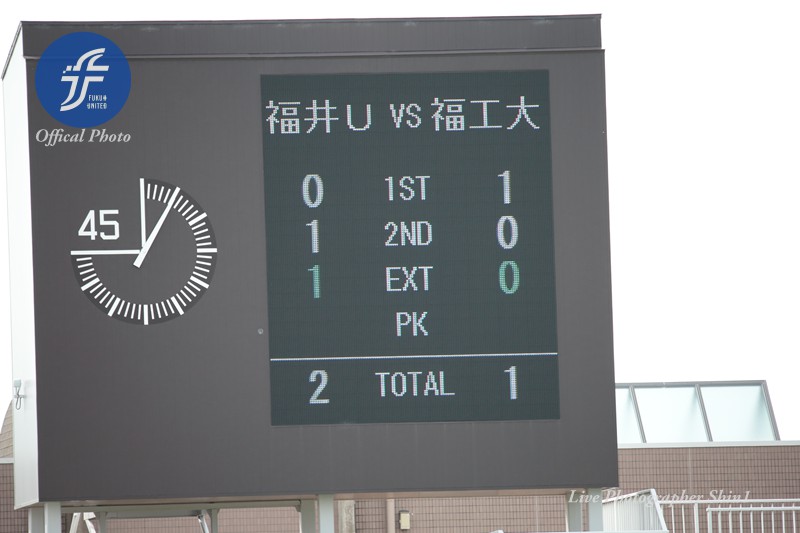 FUKUI
UNITED
Offical Photo
福井U VS 福工大
45
0 1ST 1
1 2ND 0
1 EXT 0
PK
2 TOTAL 1
Live Photographer Shin1